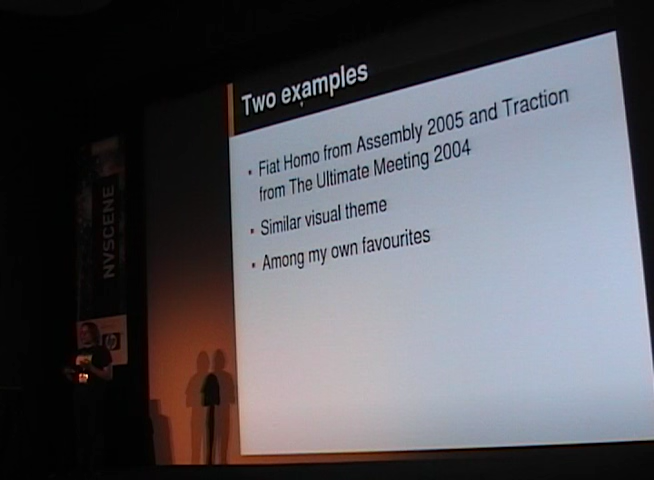 Two examples
Fiat Homo from Assembly 2005 and Traction
from The Ultimate Meeting 2004
Similar visual theme
Among my own favourites
NVSCENE
hp